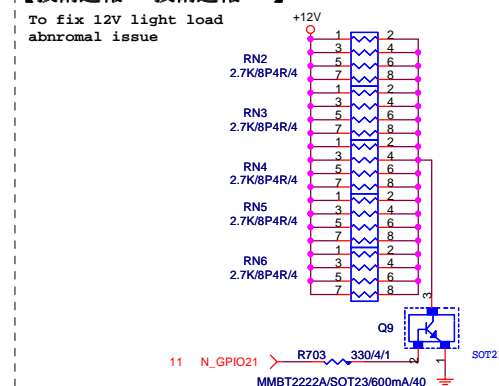 To fix 12V light load
abnromal issue
+12V
1 2
3 4
RN2
5 6
2.7K/8P4R/4
7 8
1 2
3 4
RN3
5 6
2.7K/8P4R/4
7 8
1 2
3 4
RN4
5 6
2.7K/8P4R/4
7 8
1 2
RN5
3 4
2.7K/8P4R/4
5 6
7 8
1 2
RN6
3 4
2.7K/8P4R/4
5 6
7 8
3
Q9
11 N_GPIO21
R703 330/4/1
2
1
MMBT2222A/SOT23/600mA/40